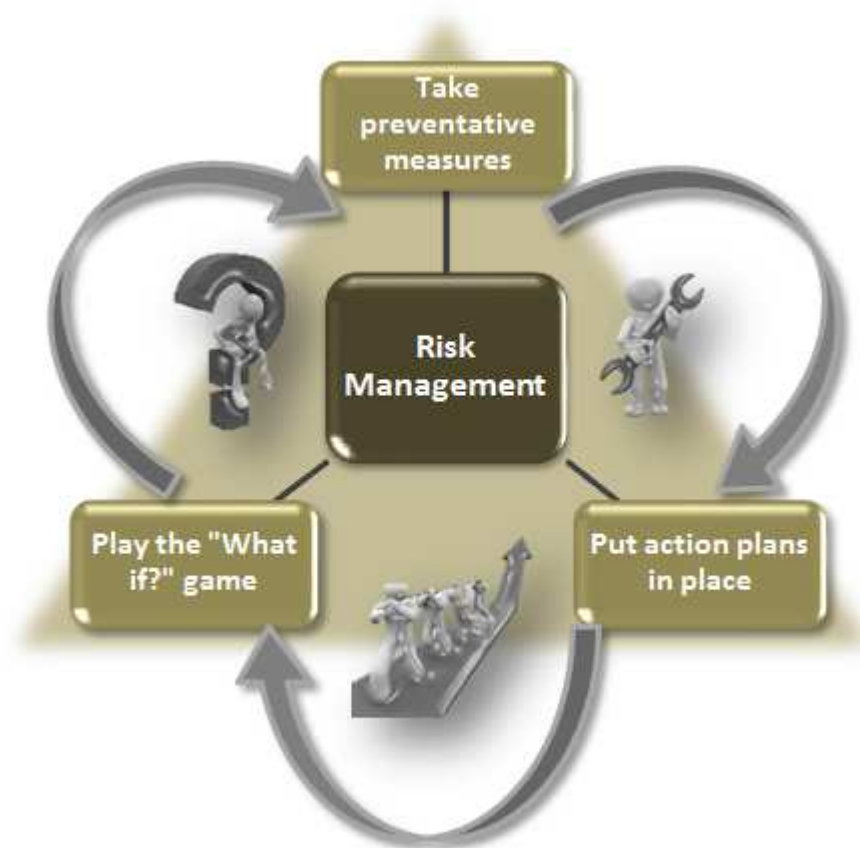 Take
preventative
measures
Risk
Management
Play the "What
if?" game
Put action plans
in place